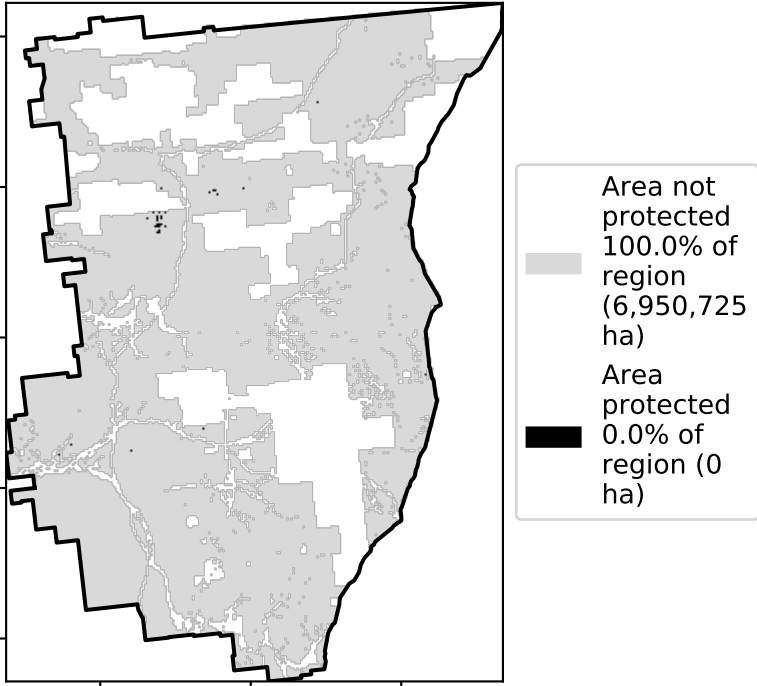 Area not
protected
100.0% of
region
(6,950,725
ha)
Area
protected
0.0% of
region (0
ha)